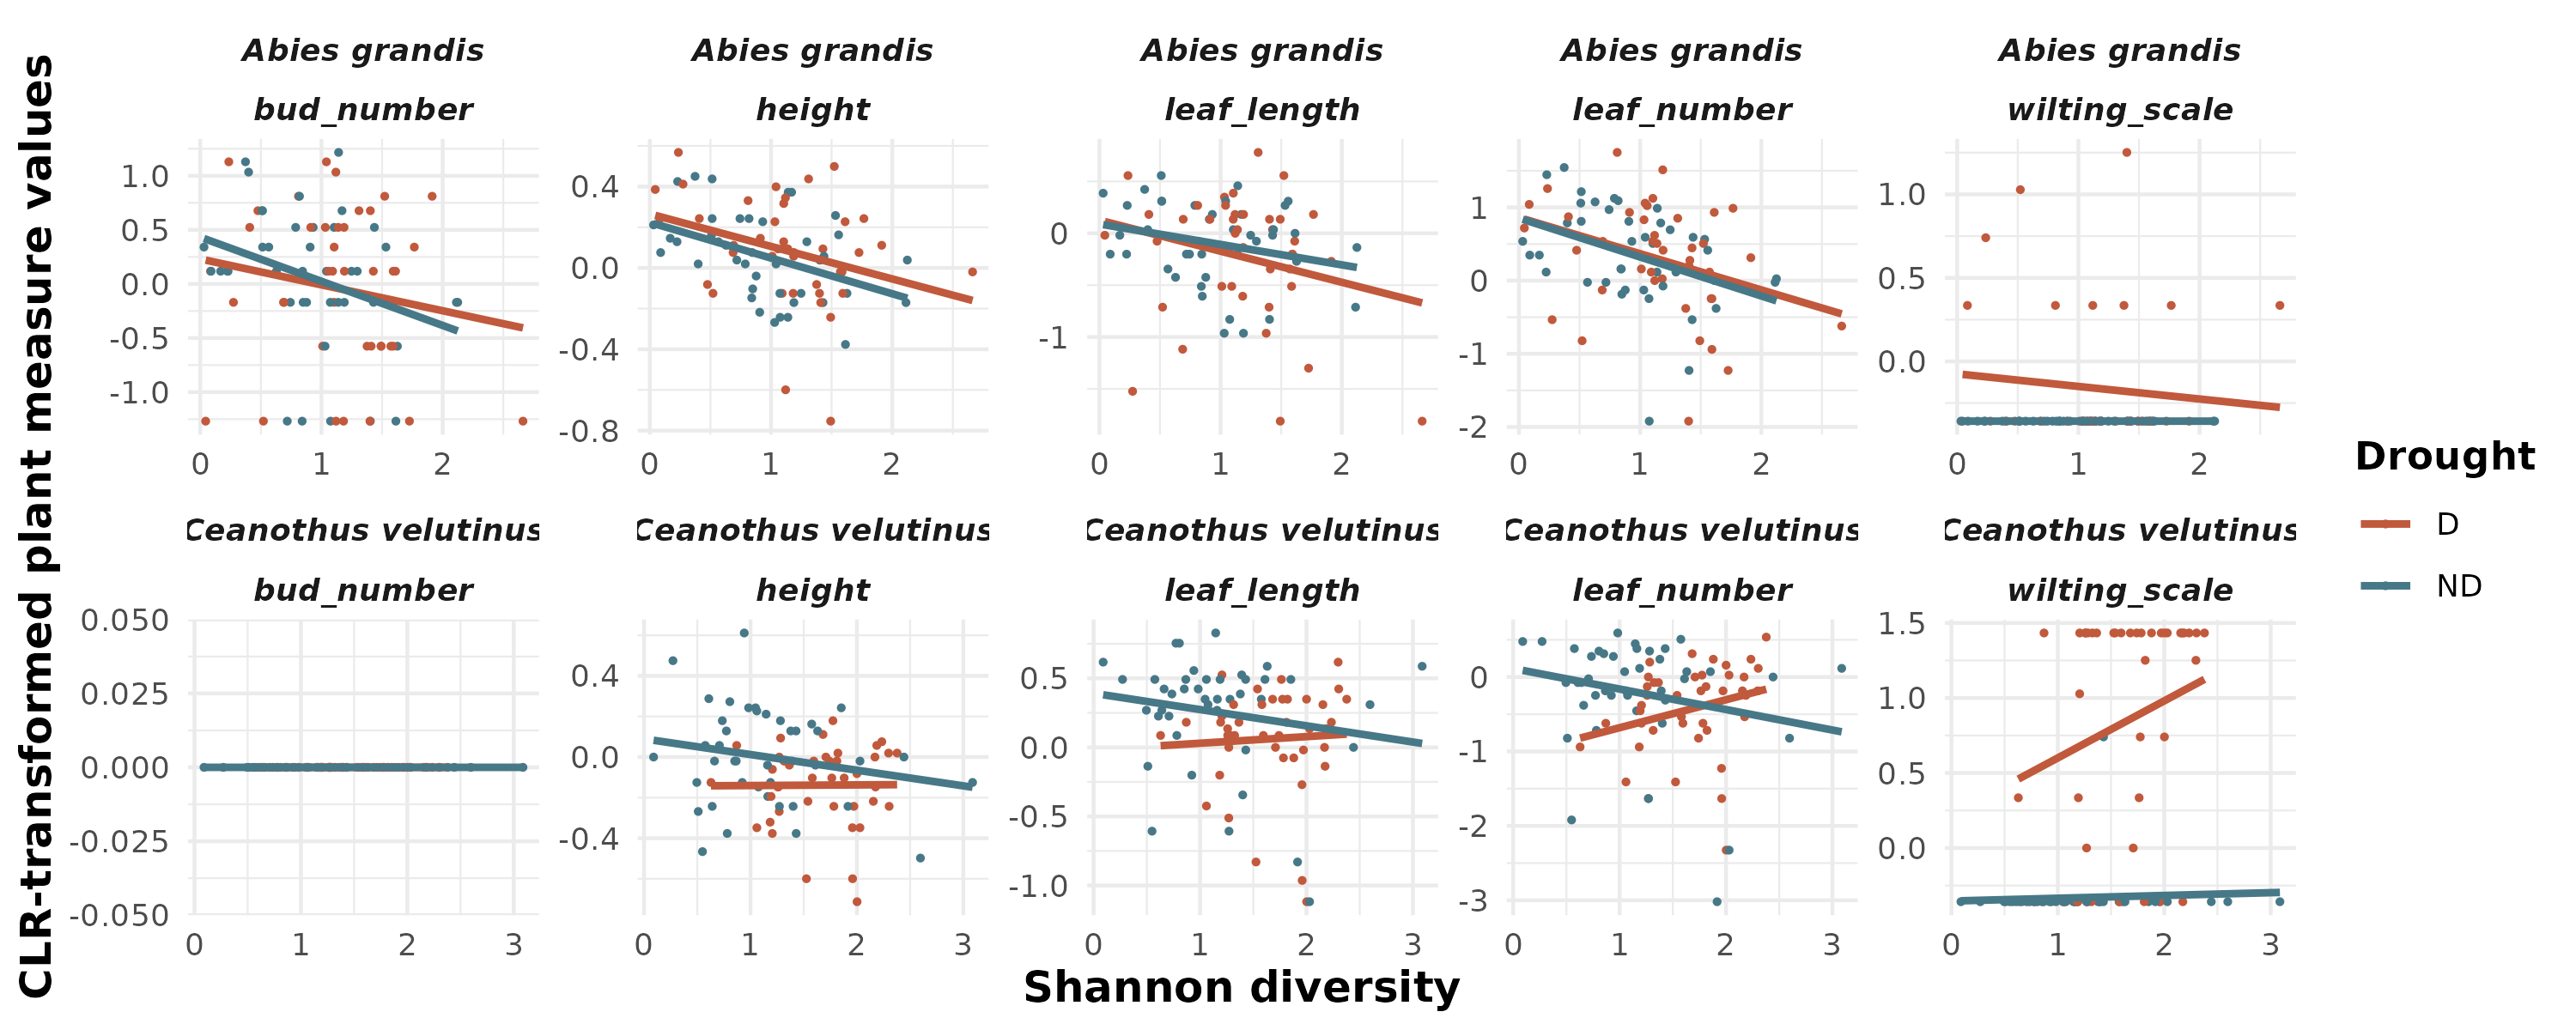 CLR-transformed plant measure values
Abies grandis
bud_number
1.0
0.5
0.0
-0.5
-1.0
0 1 2
Abies grandis
height
0.4
0.0
-0.4
-0.8
0 1 2
Abies grandis
leaf_length
0
-1
0 1 2
Abies grandis
leaf_number
1
0
-1
-2
0 1 2
Abies grandis
wilting_scale
1.0
0.5
0.0
0 1 2
Ceanothus velutinus
bud_number
0.050
0.025
0.000
-0.025
-0.050
0 1 2 3
Ceanothus velutinus
height
0.4
0.0
-0.4
0 1 2 3
Ceanothus velutinus
leaf_length
0.5
0.0
-0.5
-1.0
0 1 2 3
Ceanothus velutinus
leaf_number
0
-1
-2
-3
0 1 2 3
Ceanothus velutinus
wilting_scale
1.5
1.0
0.5
0.0
0 1 2 3
Shannon diversity
Drought
D
ND